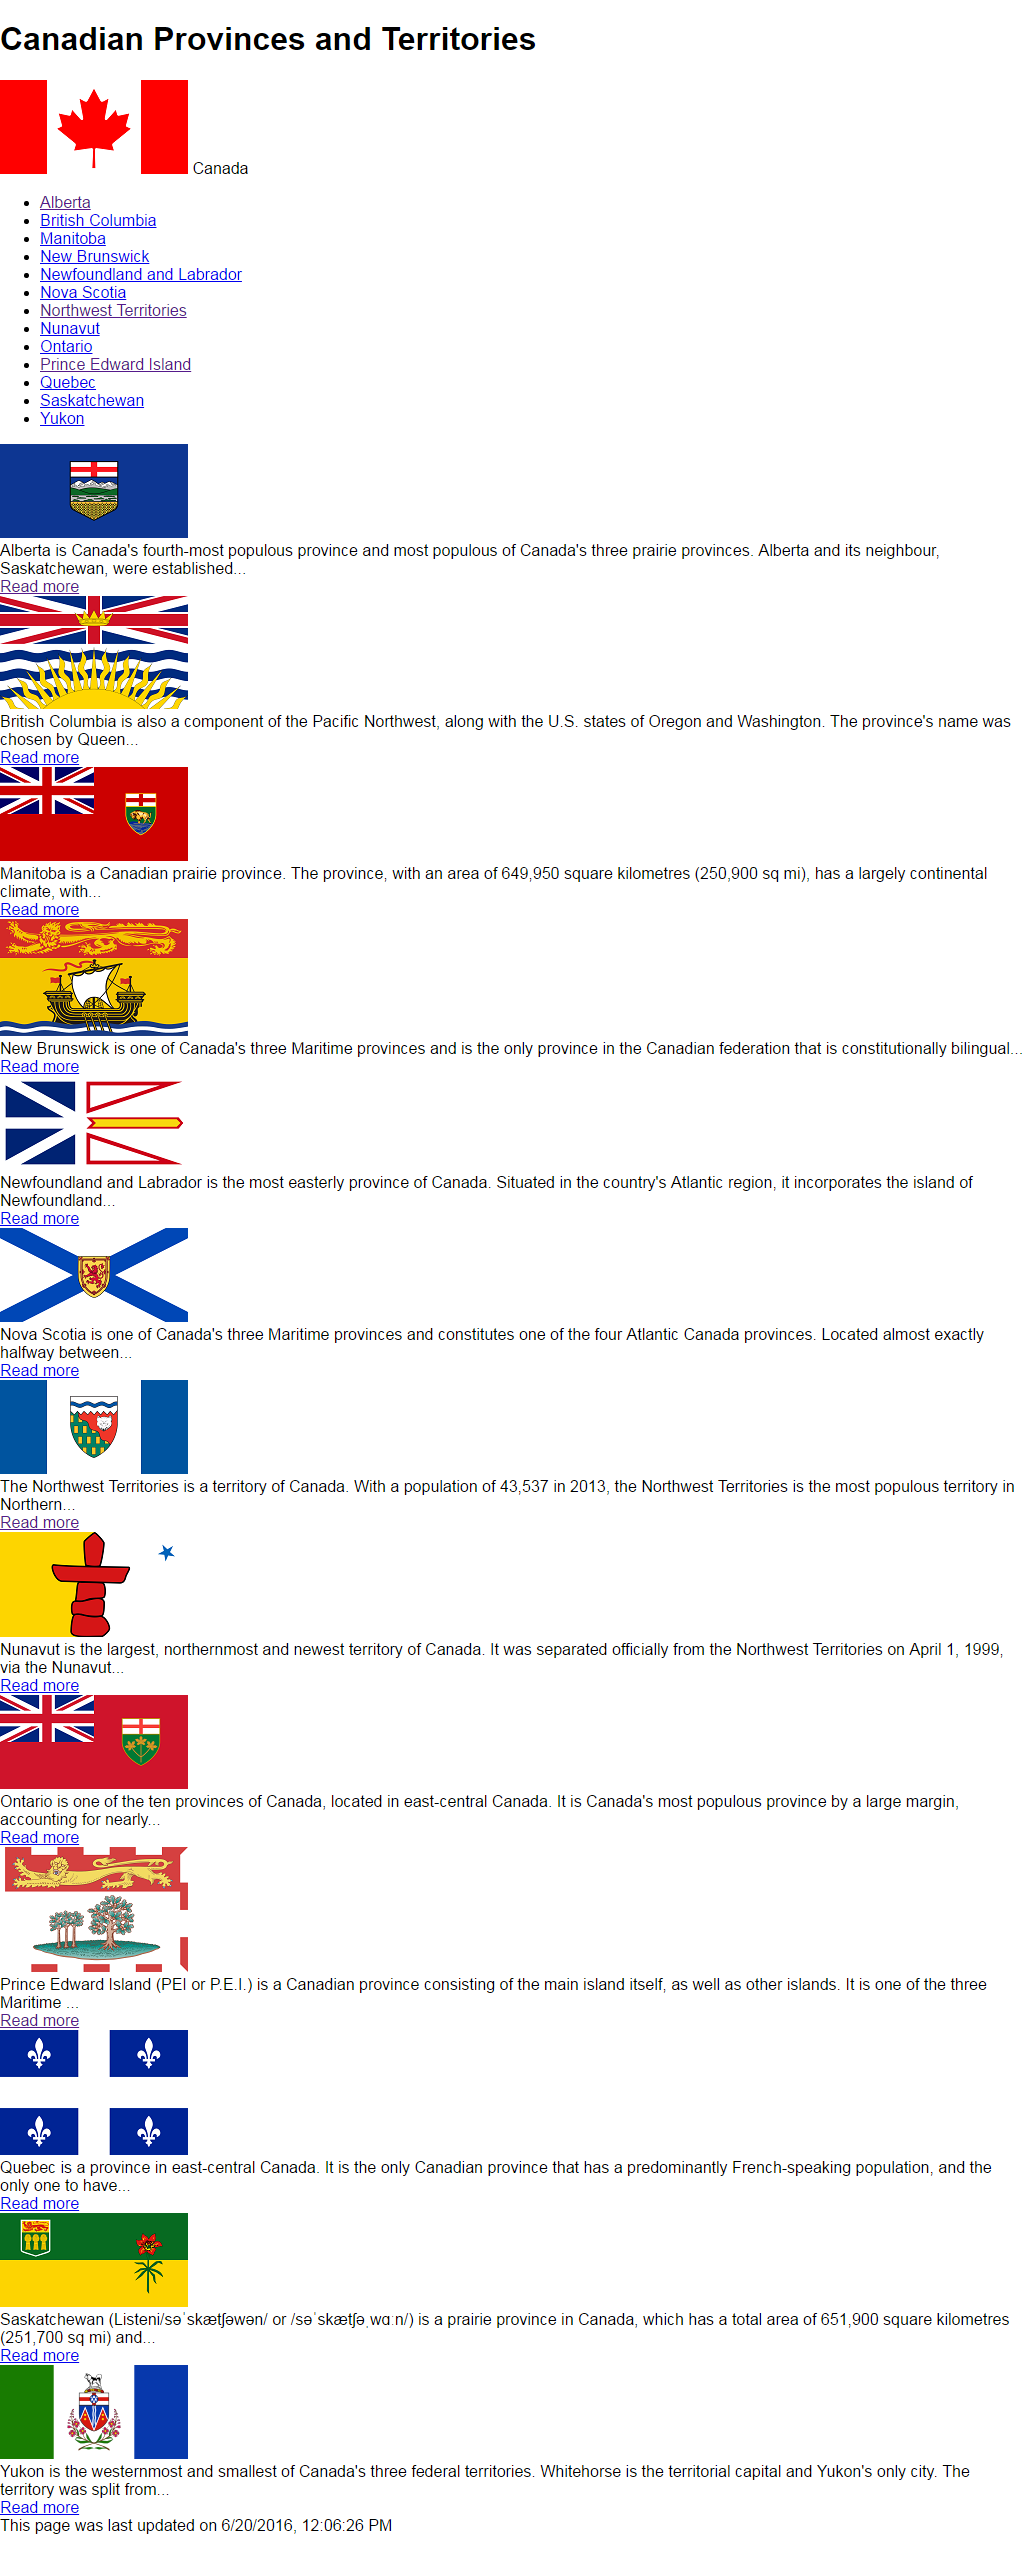 Canadian Provinces and Territories
Canada
Alberta
British Columbia
Manitoba
New Brunswick
Newfoundland and Labrador
Nova Scotia
Northwest Territories
Nunavut
Ontario
Prince Edward Island
Quebec
Saskatchewan
Yukon
Alberta is Canada's fourth-most populous province and most populous of Canada's three prairie provinces. Alberta and its neighbour,
Saskatchewan, were established...
Read more
British Columbia is also a component of the Pacific Northwest, along with the U.S. states of Oregon and Washington. The province's name was
chosen by Queen...
Read more
Manitoba is a Canadian prairie province. The province, with an area of 649,950 square kilometres (250,900 sq mi), has a largely continental
climate, with...
Read more
New Brunswick is one of Canada's three Maritime provinces and is the only province in the Canadian federation that is constitutionally bilingual...
Read more
Newfoundland and Labrador is the most easterly province of Canada. Situated in the country's Atlantic region, it incorporates the island of
Newfoundland...
Read more
Nova Scotia is one of Canada's three Maritime provinces and constitutes one of the four Atlantic Canada provinces. Located almost exactly
halfway between...
Read more
The Northwest Territories is a territory of Canada. With a population of 43,537 in 2013, the Northwest Territories is the most populous territory in
Northern...
Read more
Nunavut is the largest, northernmost and newest territory of Canada. It was separated officially from the Northwest Territories on April 1, 1999,
via the Nunavut...
Read more
Ontario is one of the ten provinces of Canada, located in east-central Canada. It is Canada's most populous province by a large margin,
accounting for nearly...
Read more
Prince Edward Island (PEI or P.E.I.) is a Canadian province consisting of the main island itself, as well as other islands. It is one of the three
Maritime ...
Read more
Quebec is a province in east-central Canada. It is the only Canadian province that has a predominantly French-speaking population, and the
only one to have...
Read more
Saskatchewan (Listeni/səˈskætʃəwən/ or /səˈskætʃəˌwɑːn/) is a prairie province in Canada, which has a total area of 651,900 square kilometres
(251,700 sq mi) and...
Read more
Yukon is the westernmost and smallest of Canada's three federal territories. Whitehorse is the territorial capital and Yukon's only city. The
territory was split from...
Read more
This page was last updated on 6/20/2016, 12:06:26 PM